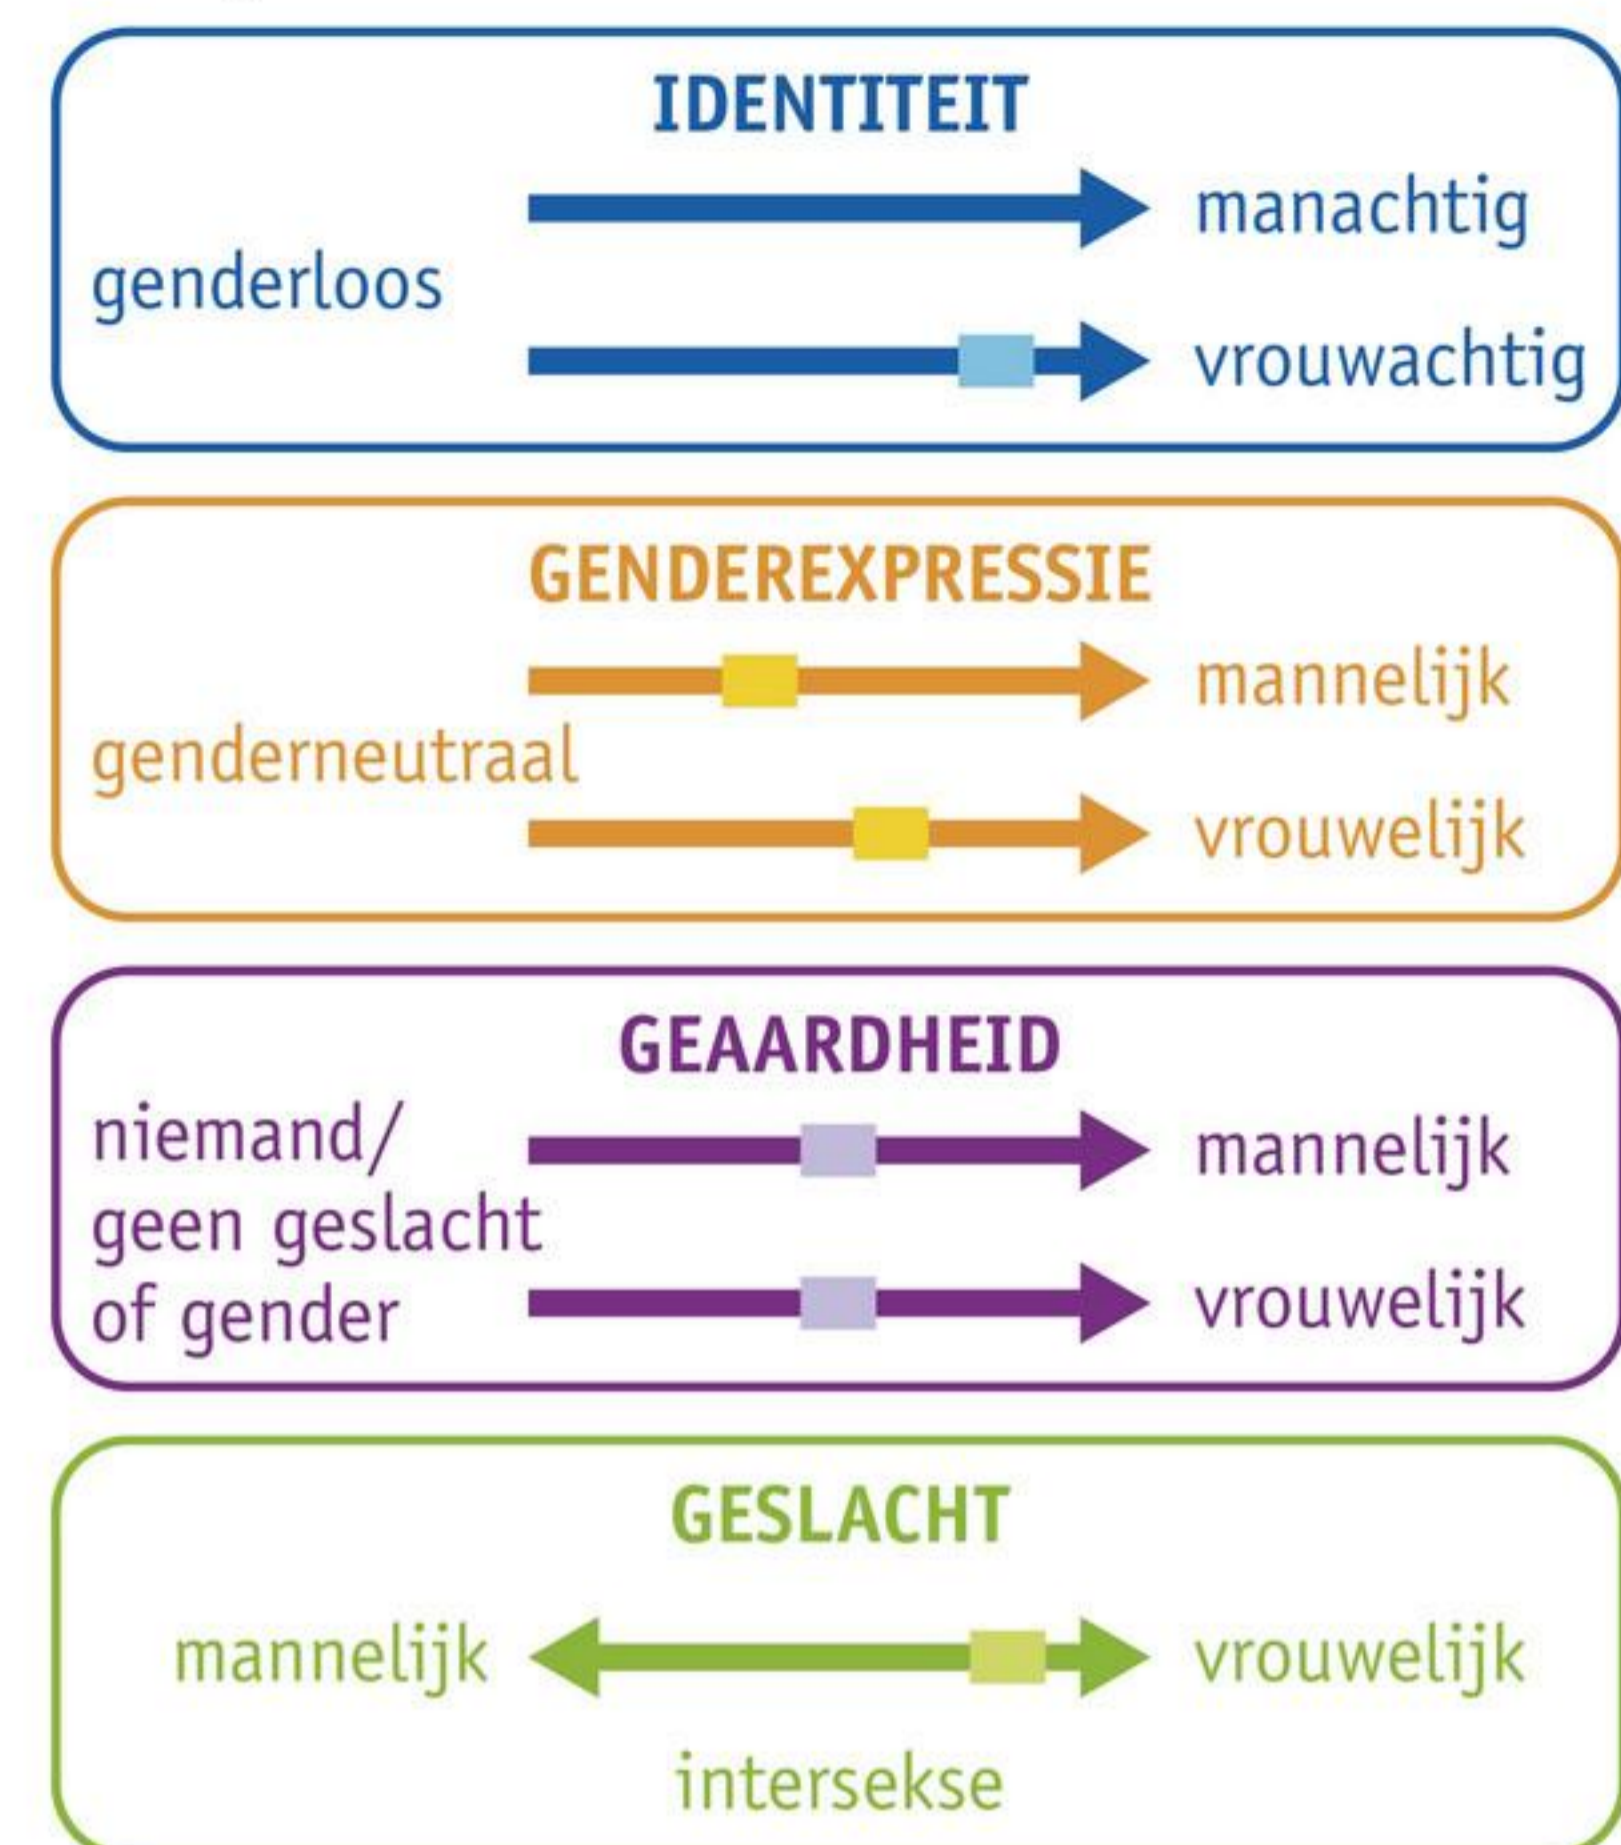 IDENTITEIT
manachtig
genderloos
vrouwachtig
GENDEREXPRESSIE
mannelijk
genderneutraal
vrouwelijk
GEAARDHEID
niemand/
mannelijk
geen geslacht
of gender
vrouwelijk
GESLACHT
mannelijk
vrouwelijk
intersekse